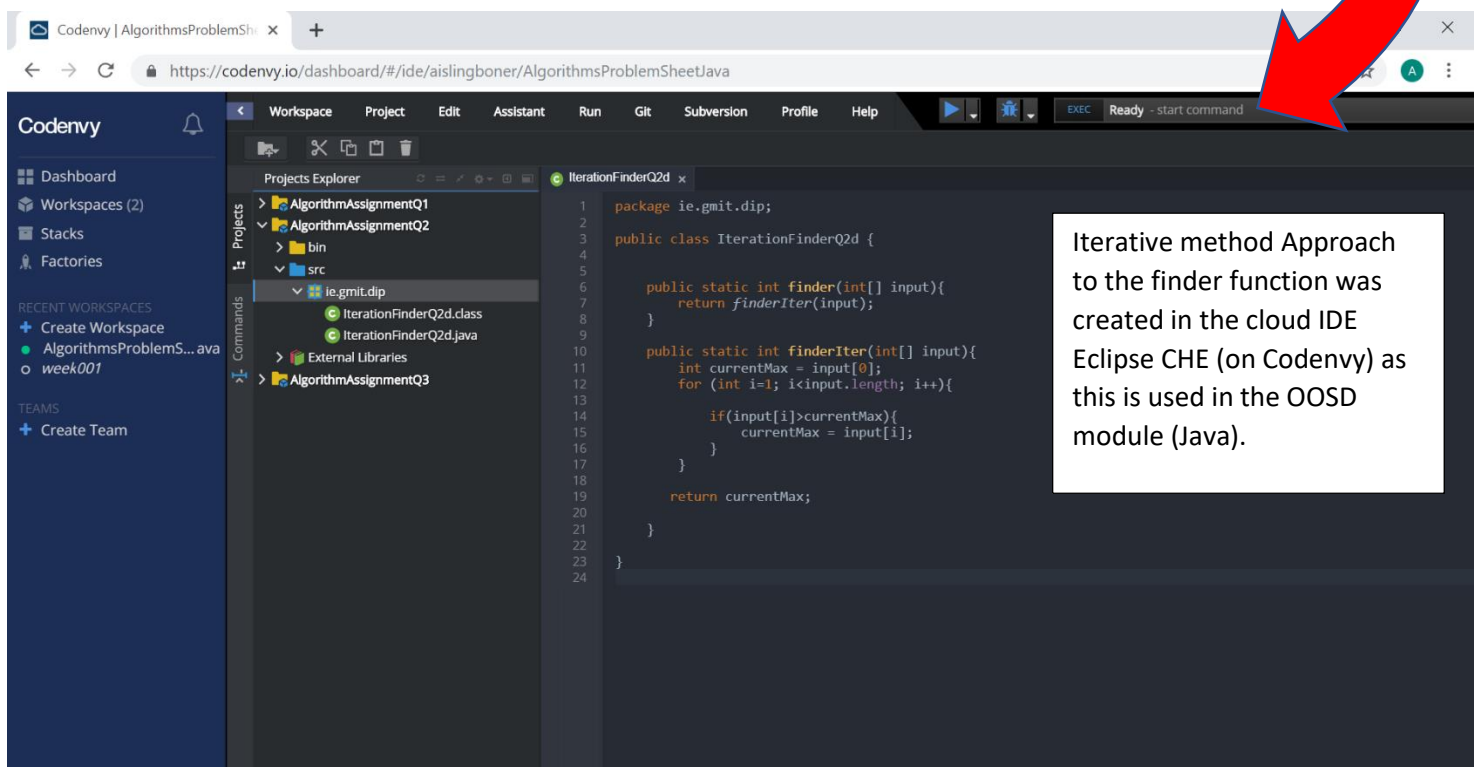 Codenvy | AlgorithmsProblemSh
https://codenvy.io/dashboard/#/ide/aislingboner/AlgorithmsProblemSheetJava
A
Codenvy
Workspace Project Edit Assistant Run Git Subversion Profile Help
EXEC Ready - start command
Dashboard
Workspaces (2)
Stacks
Factories
RECENT WORKSPACES
+ Create Workspace
AlgorithmsProblemS... ava
week001
TEAMS
+ Create Team
Projects
Commands
Projects Explorer
AlgorithmAssignmentQ1
AlgorithmAssignmentQ2
bin
src
ie.gmit.dip
IterationFinderQ2d.class
IterationFinderQ2d.java
External Libraries
AlgorithmAssignmentQ3
IterationFinderQ2d x
1 package ie.gmit.dip;
2
3 public class IterationFinderQ2d {
4
5
6 public static int finder(int[] input){
7 return finderIter(input);
8 }
9
10 public static int finderIter(int[] input){
11 int currentMax = input[0];
12 for (int i=1; i<input.length; i++){
13
14 if(input[i]>currentMax){
15 currentMax = input[i];
16 }
17 }
18
19 return currentMax;
20
21 }
22
23 }
24
Iterative method Approach
to the finder function was
created in the cloud IDE
Eclipse CHE (on Codenvy) as
this is used in the OOSD
module (Java).